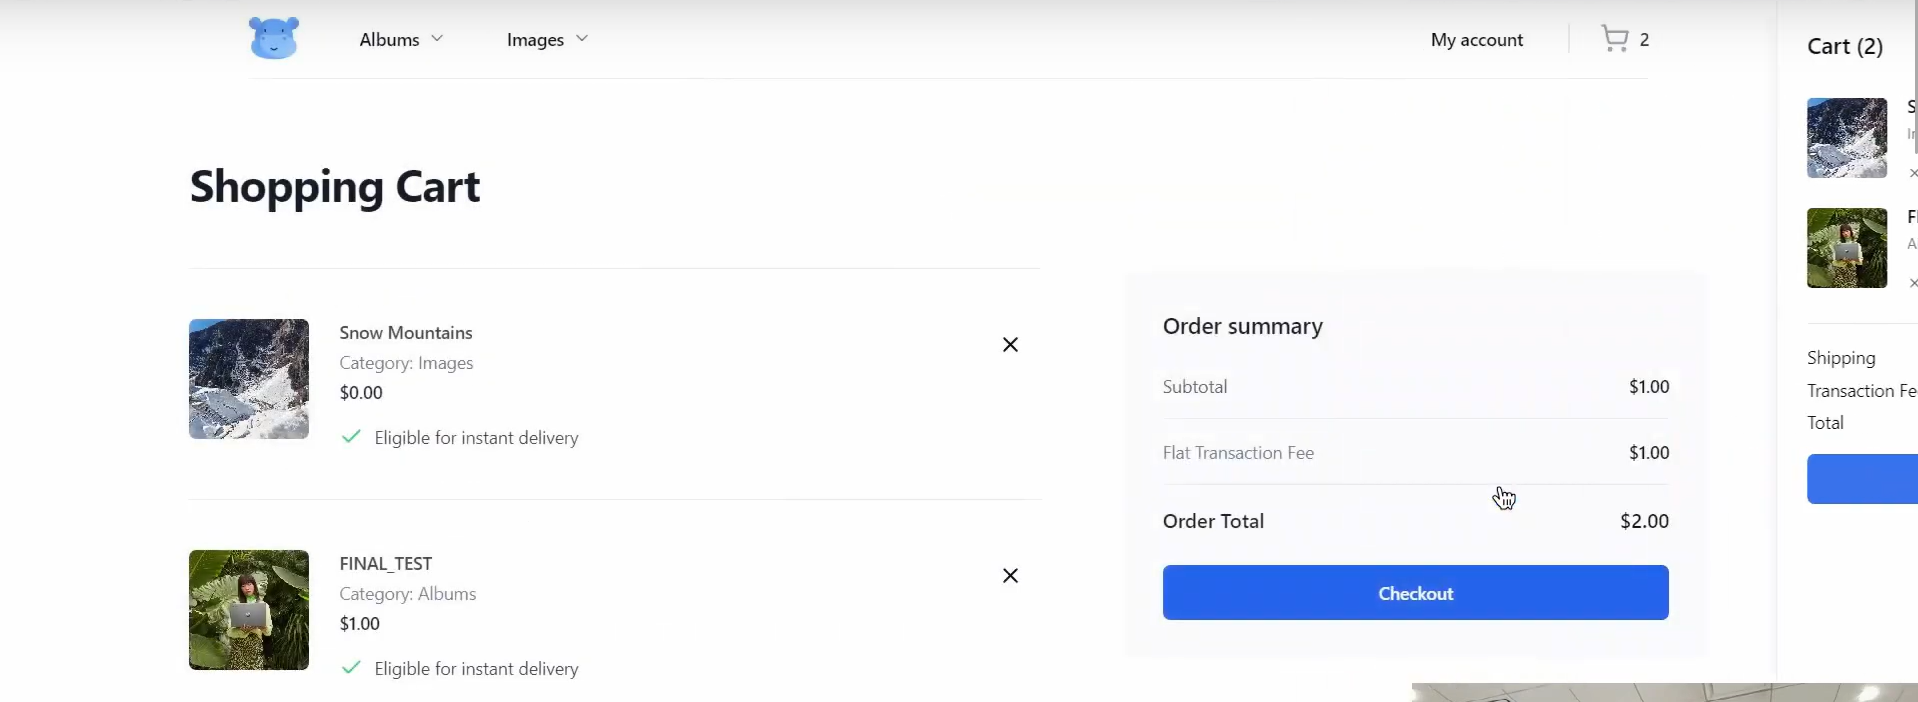 Albums
Images
My account
2
Cart (2)
Shopping Cart
Snow Mountains
Category: Images
$0.00
Eligible for instant delivery
FINAL_TEST
Category: Albums
$1.00
Eligible for instant delivery
Order summary
Subtotal $1.00
Flat Transaction Fee $1.00
Order Total $2.00
Checkout
Shipping
Transaction Fe
Total